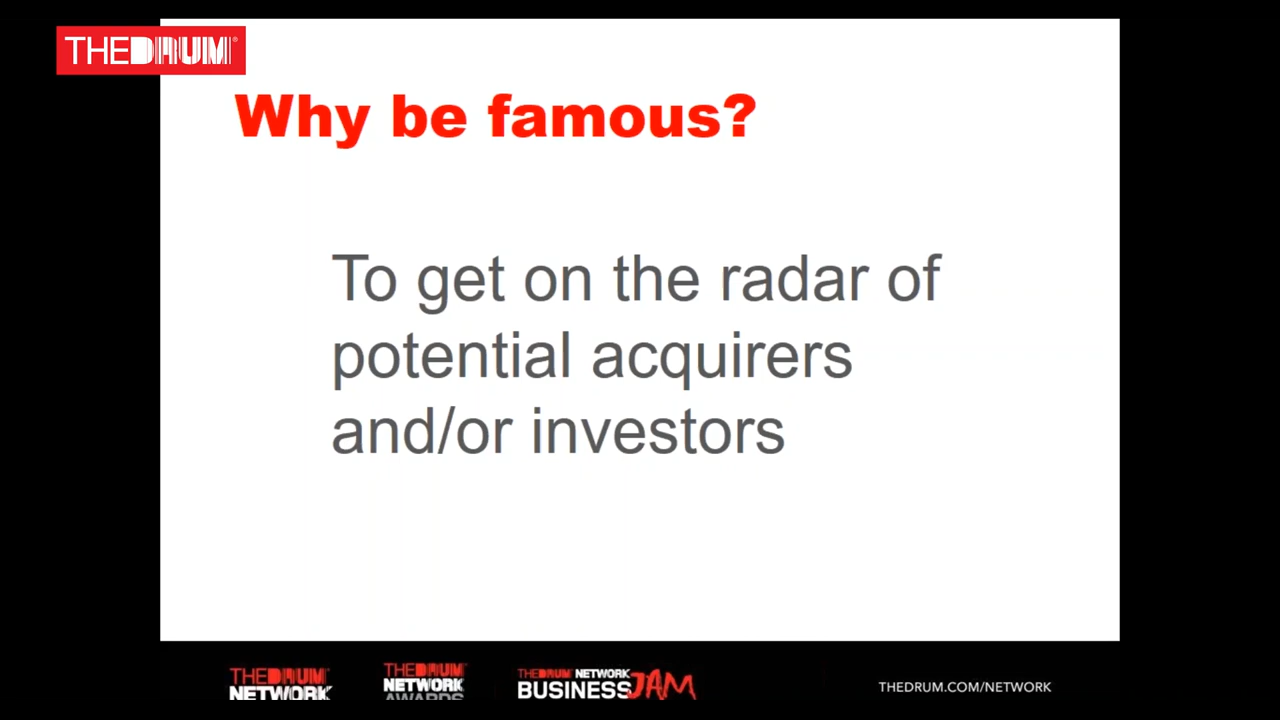 THEDRUM
Why be famous?
To get on the radar of
potential acquirers
and/or investors
THEDRUM
NETWORK
THEDRUM
NETWORK
AWARDS
THEDRUM NETWORK
BUSINESS JAM
THEDRUM.COM/NETWORK